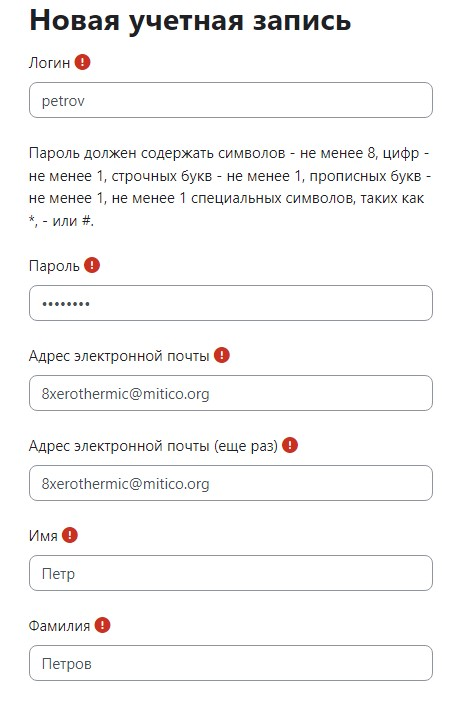 Новая учетная запись
Логин
petrov
Пароль должен содержать символов - не менее 8, цифр -
не менее 1, строчных букв - не менее 1, прописных букв -
не менее 1, не менее 1 специальных символов, таких как
*, - или #.
Пароль
••••••••
Адрес электронной почты
8xerothermic@mitico.org
Адрес электронной почты (еще раз)
8xerothermic@mitico.org
Имя
Петр
Фамилия
Петров